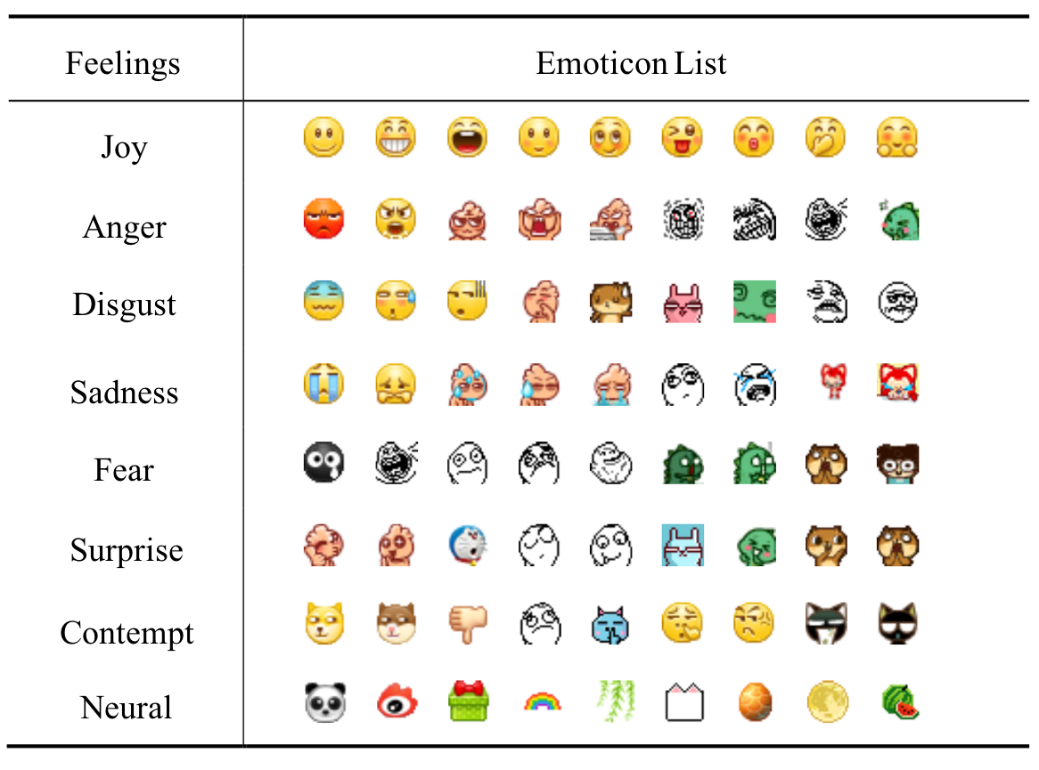 Feelings Emoticon List
Joy
Anger
Disgust
Sadness
Fear
Surprise
Contempt
Neural